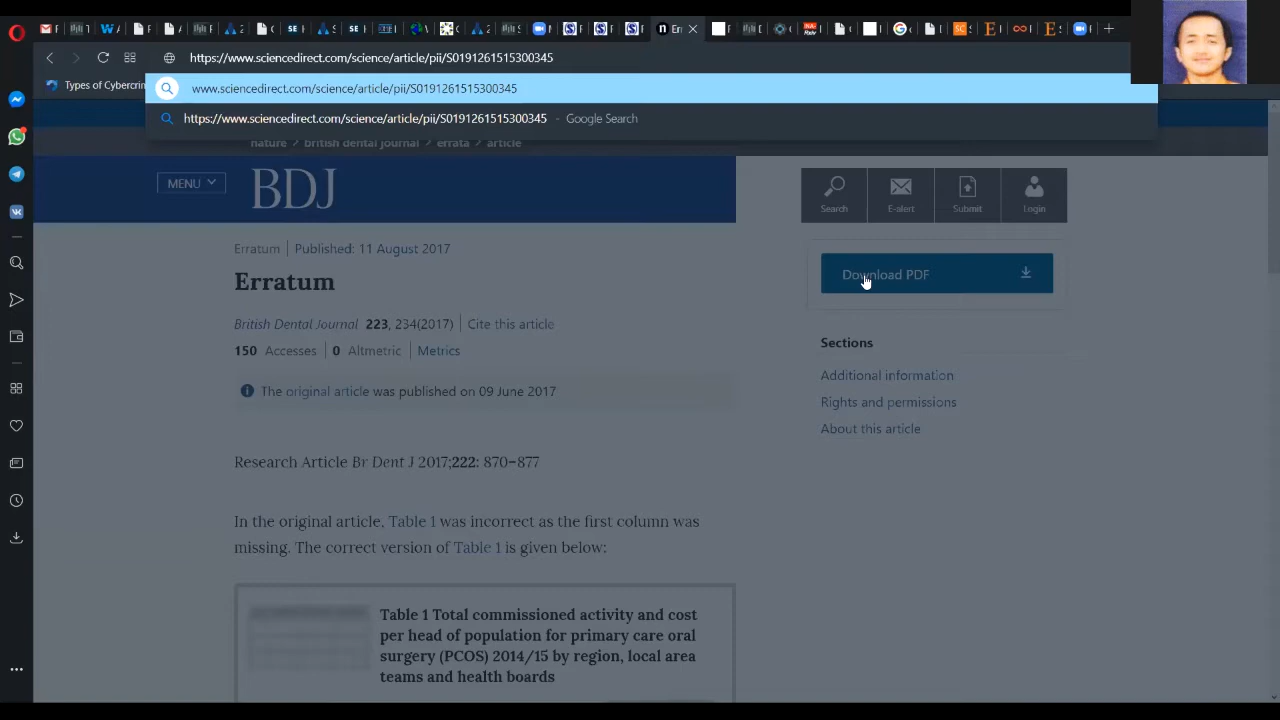 https://www.sciencedirect.com/science/article/pii/S0191261515300345
Types of Cybercrim
www.sciencedirect.com/science/article/pii/S0191261515300345
https://www.sciencedirect.com/science/article/pii/S0191261515300345 - Google Search
nature > british dental journal > errata > article
MENU
BDJ
Search
E-alert
Submit
Login
Erratum | Published: 11 August 2017
Erratum
British Dental Journal 223, 234(2017) | Cite this article
150 Accesses | 0 Altmetric | Metrics
The original article was published on 09 June 2017
Research Article Br Dent J 2017;222: 870–877
In the original article, Table 1 was incorrect as the first column was
missing. The correct version of Table 1 is given below:
Table 1 Total commissioned activity and cost
per head of population for primary care oral
surgery (PCOS) 2014/15 by region, local area
teams and health boards
Download PDF
Sections
Additional information
Rights and permissions
About this article